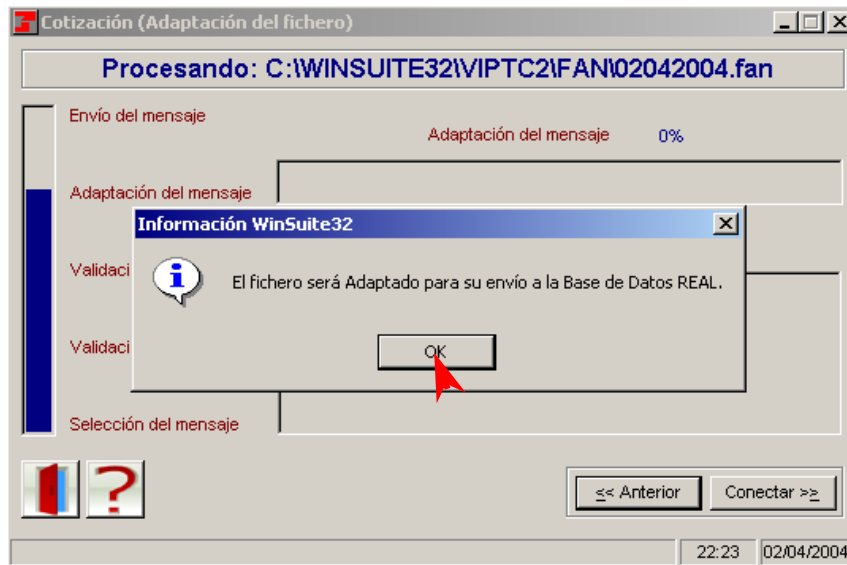 Cotización (Adaptación del fichero)
Procesando: C:\WINSUITE32\VIPTC2\FAN\02042004.fan
Envío del mensaje
Adaptación del mensaje 0%
Adaptación del mensaje
Información WinSuite32
Validaci
El fichero será Adaptado para su envío a la Base de Datos REAL.
Validaci
OK
Selección del mensaje
<< Anterior
Conectar >>
22:23 02/04/2004